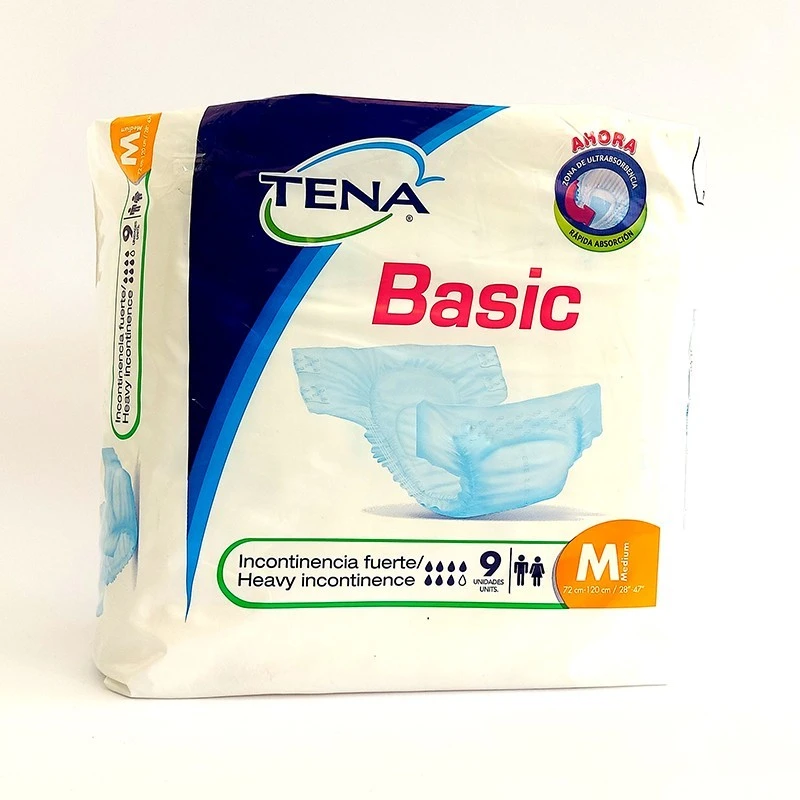 TENA®
AHORA
ZONA DE ULTRABSORBENCIA
RÁPIDA ABSORCIÓN
Basic
Incontinencia fuerte/
Heavy incontinence
9
UNIDADES
UNITS.
M
Medium
72 cm-120 cm / 28" 47"
M
Medium
Incontinencia fuerte/
Heavy incontinence
9